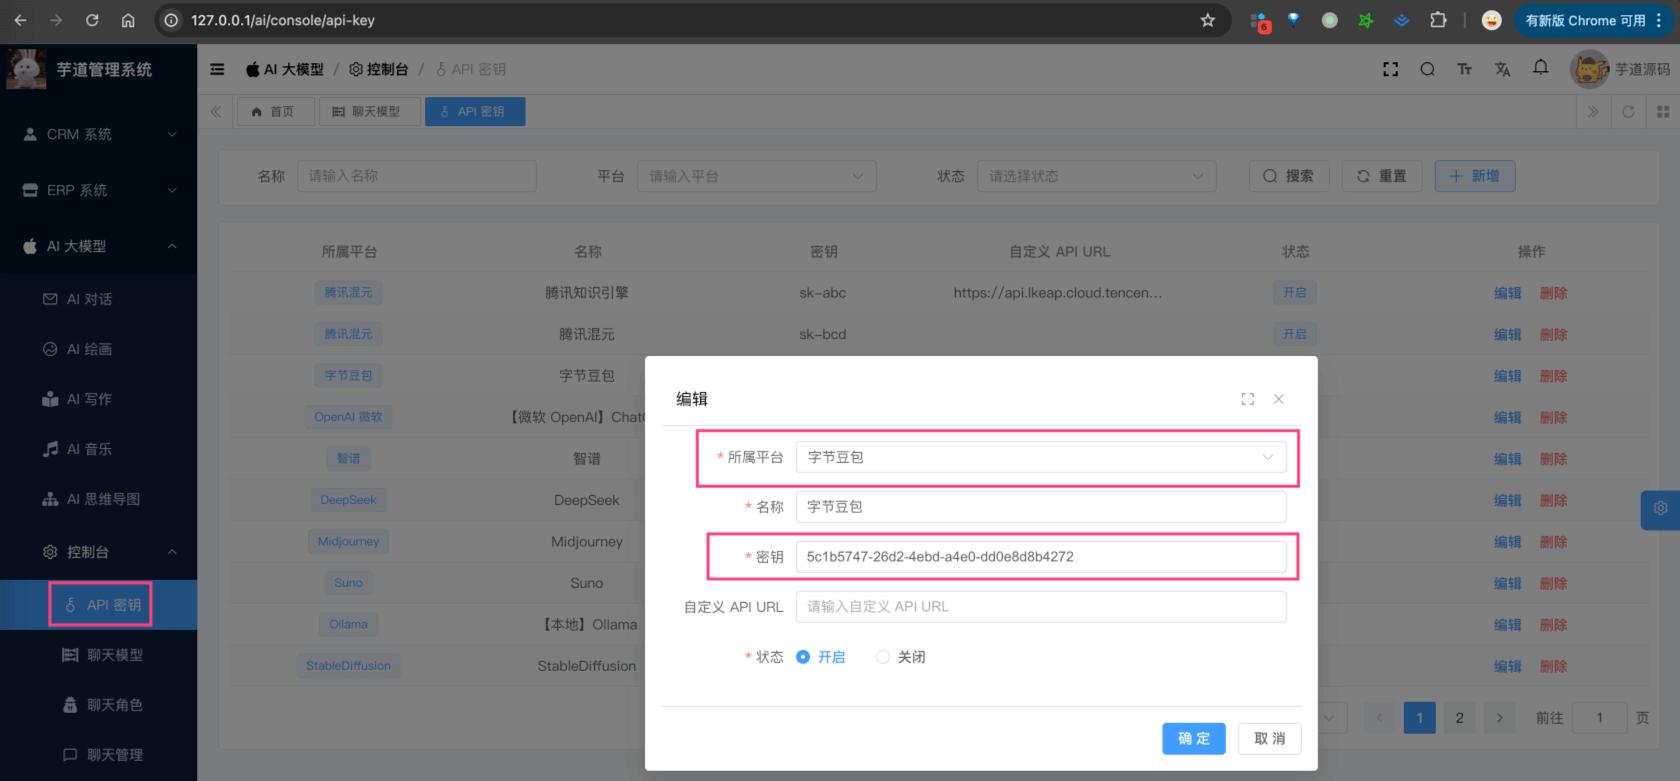 127.0.0.1/ai/console/api-key
6
有新版 Chrome 可用
芋道管理系统
AI 大模型 / 控制台 / API 密钥
芋道源码
首页
聊天模型
API 密钥
CRM 系统
ERP 系统
AI 大模型
AI 对话
AI 绘画
AI 写作
AI 音乐
AI 思维导图
控制台
API 密钥
聊天模型
聊天角色
聊天管理
名称 请输入名称 平台 请输入平台 状态 请选择状态 搜索 重置 新增
所属平台 名称 密钥 自定义 API URL 状态 操作
腾讯混元 腾讯知识引擎 sk-abc https://api.lkeap.cloud.tencen... 开启 编辑 删除
腾讯混元 腾讯混元 sk-bcd 开启 编辑 删除
字节豆包 字节豆包 编辑 删除
OpenAI 微软 【微软 OpenAI】Chat 编辑 删除
智谱 智谱 编辑 删除
DeepSeek DeepSeek 编辑 删除
Midjourney Midjourney 编辑 删除
Suno Suno 编辑 删除
Ollama 【本地】Ollama 编辑 删除
StableDiffusion StableDiffusion 编辑 删除
1 2 前往 1 页
编辑
* 所属平台 字节豆包
* 名称 字节豆包
* 密钥 5c1b5747-26d2-4ebd-a4e0-dd0e8d8b4272
自定义 API URL 请输入自定义 API URL
* 状态 开启 关闭
确 定 取 消